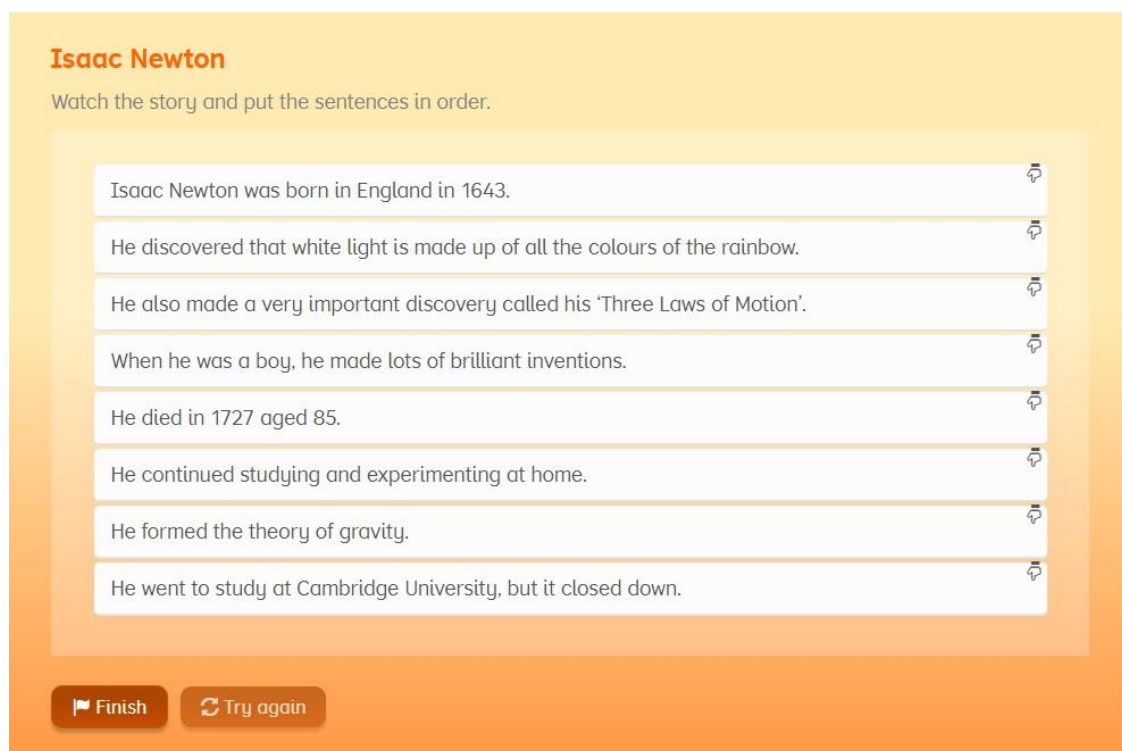 Isaac Newton
Watch the story and put the sentences in order.
Isaac Newton was born in England in 1643.
He discovered that white light is made up of all the colours of the rainbow.
He also made a very important discovery called his ‘Three Laws of Motion’.
When he was a boy, he made lots of brilliant inventions.
He died in 1727 aged 85.
He continued studying and experimenting at home.
He formed the theory of gravity.
He went to study at Cambridge University, but it closed down.
Finish
Try again